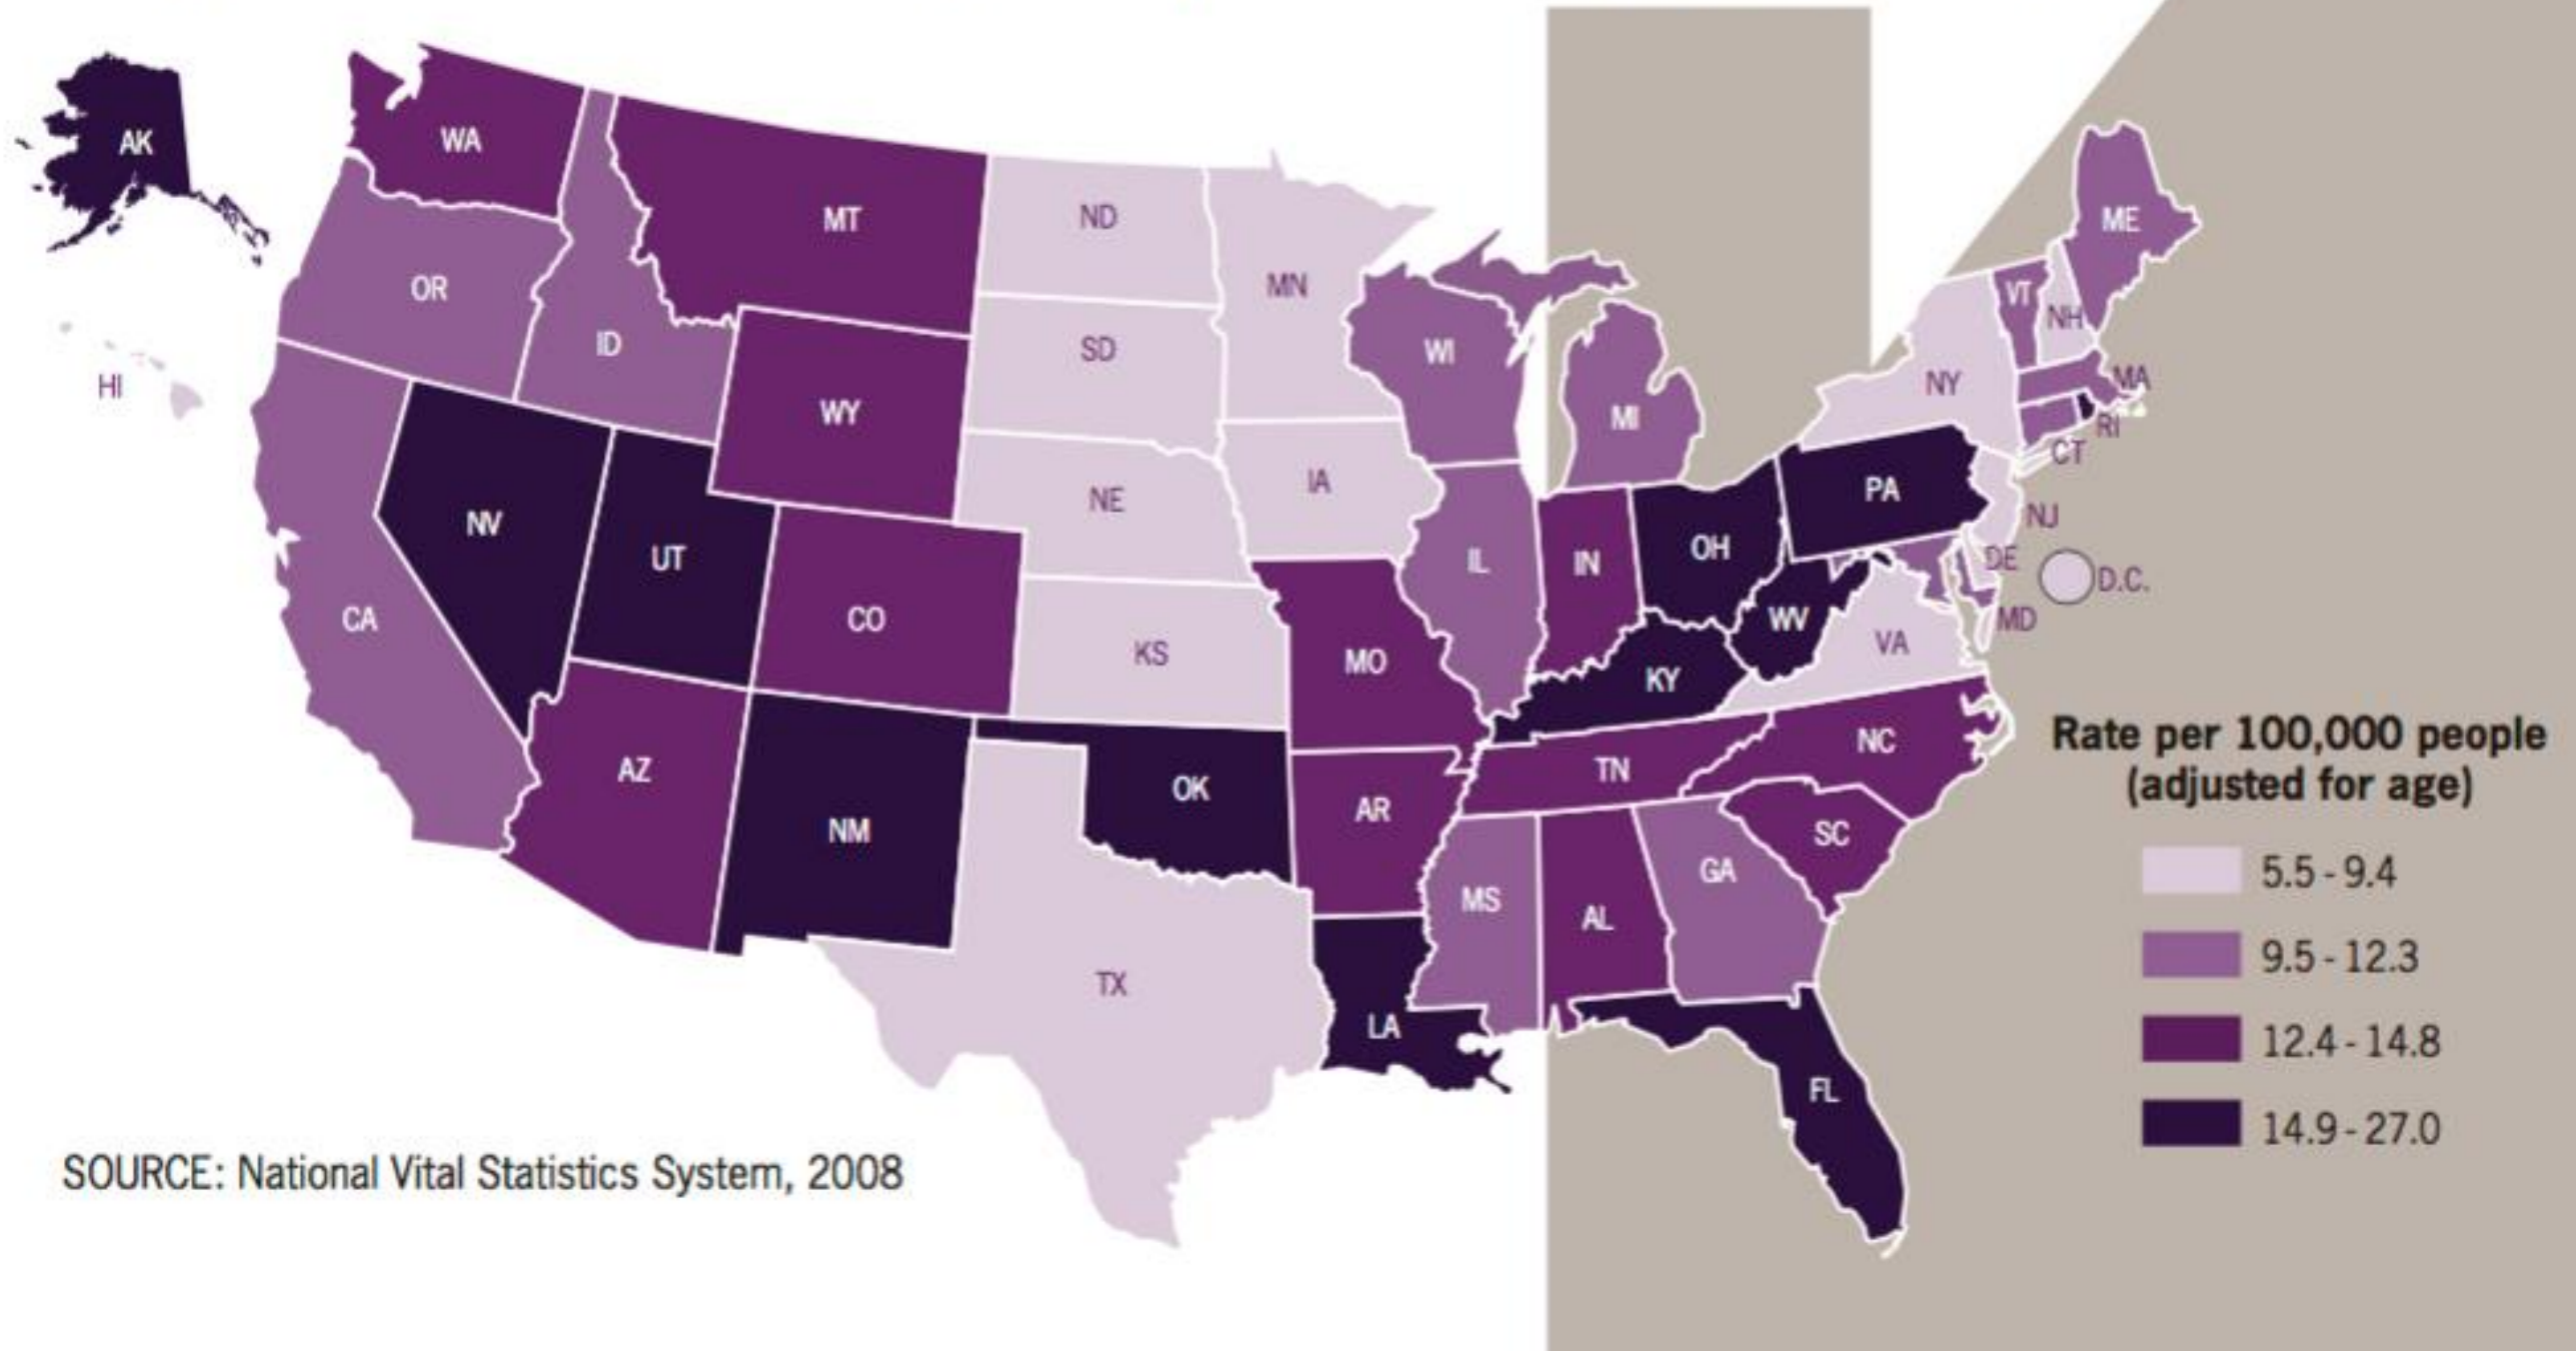 AK
WA
MT
ND
MN
ME
OR
ID
SD
WI
VT
NH
HI
WY
MI
NY
MA
RI
CT
NV
UT
NE
IA
PA
NJ
CO
IL
IN
OH
DE
D.C.
CA
KS
MO
WV
VA
MD
KY
AZ
NM
OK
AR
TN
NC
SC
MS
AL
GA
TX
LA
FL
Rate per 100,000 people
(adjusted for age)
5.5 - 9.4
9.5 - 12.3
12.4 - 14.8
14.9 - 27.0
SOURCE: National Vital Statistics System, 2008